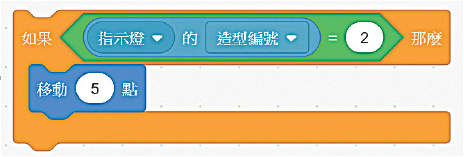 如果 指示燈 的 造型編號 = 2 那麼
移動 5 點